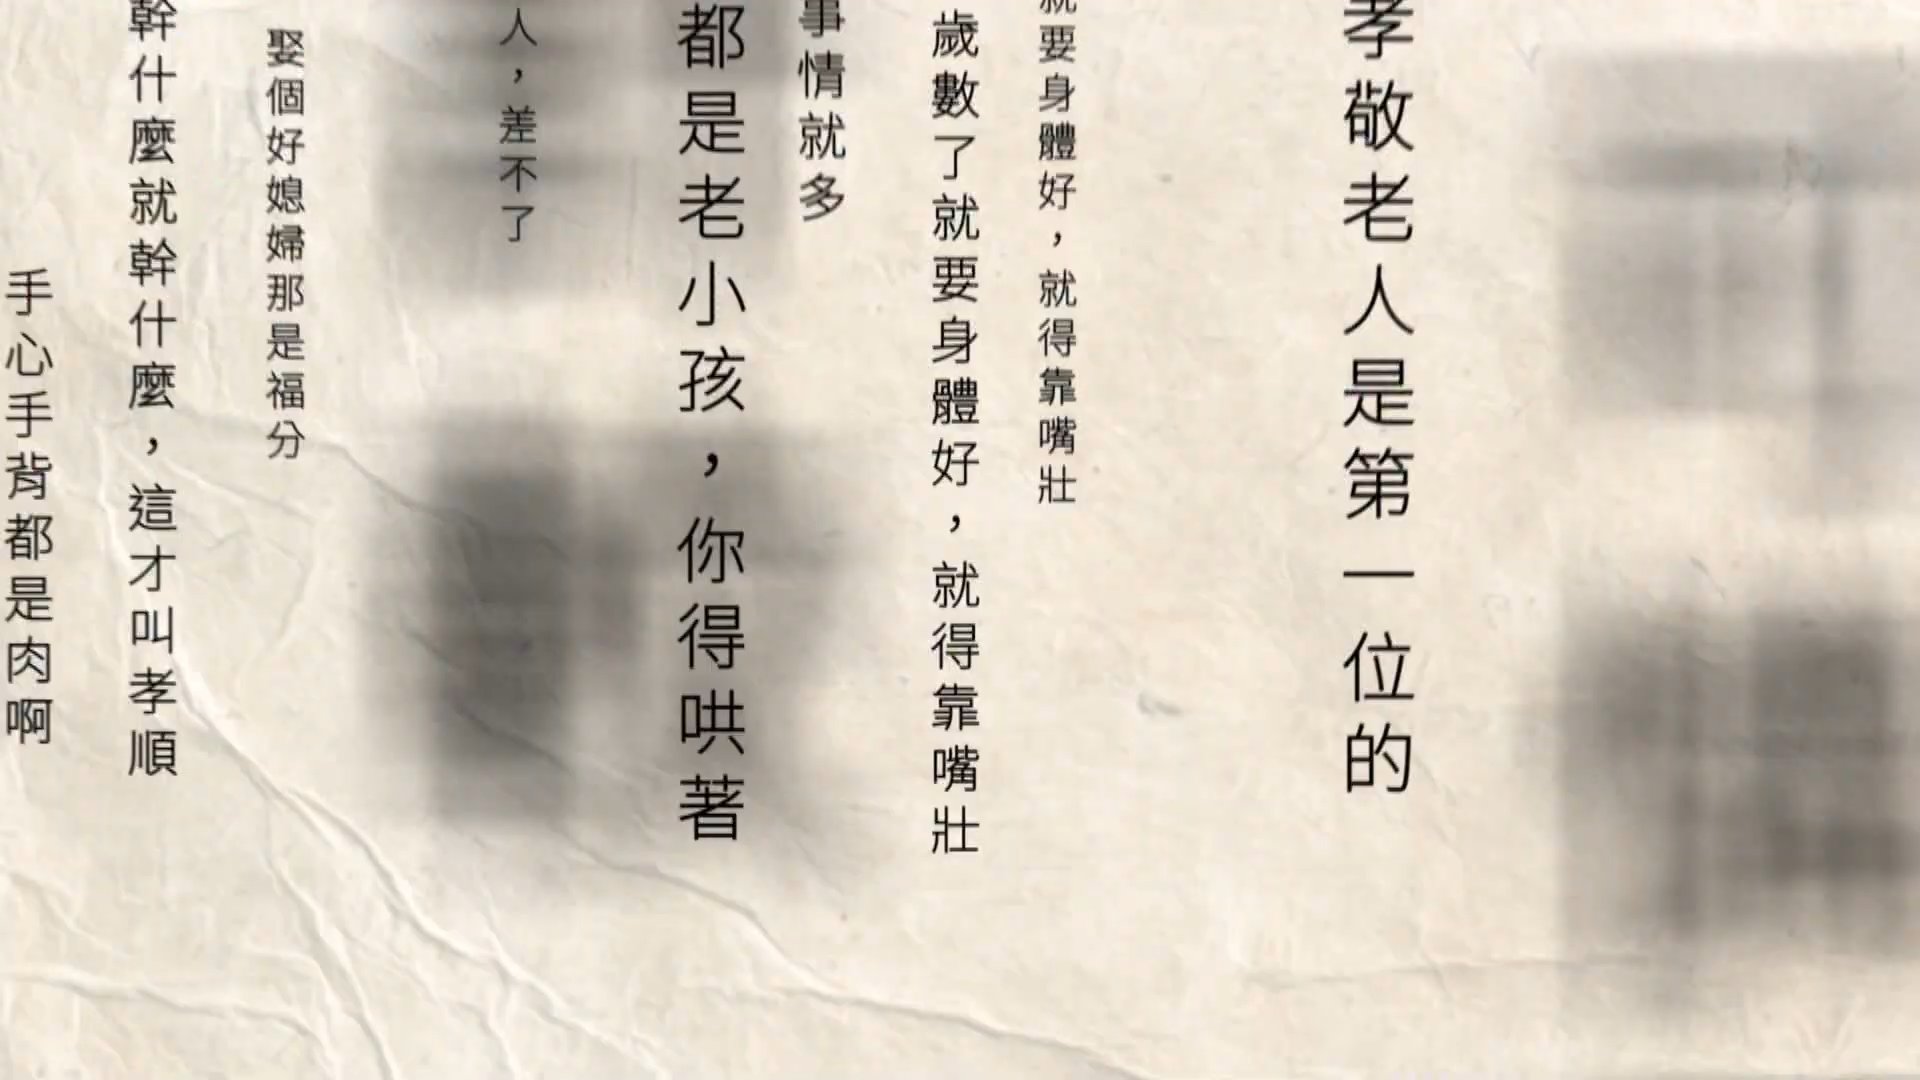 孝敬老人是第一位的
就要身體好，就得靠嘴壯
歲數了就要身體好，就得靠嘴壯
事情就多
都是老小孩，你得哄著
人，差不了
娶個好媳婦那是福分
幹什麼就幹什麼，這才叫孝順
手心手背都是肉啊